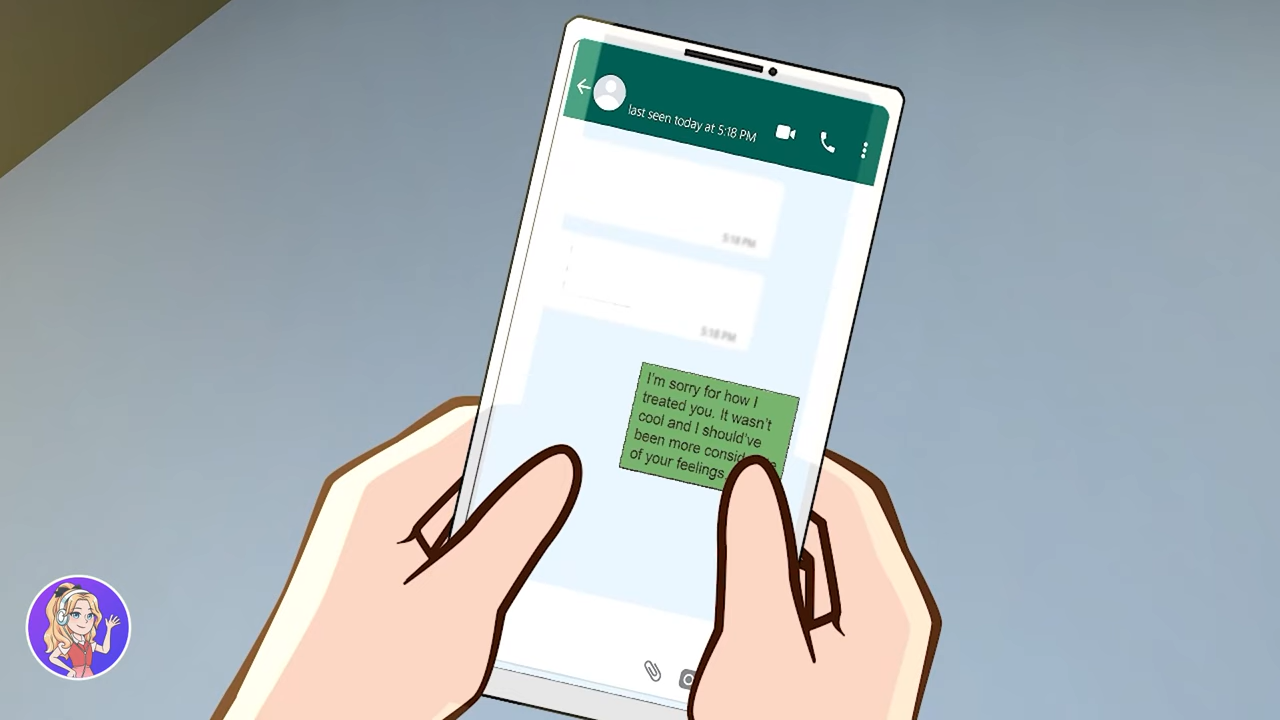 last seen today at 5:18 PM
5:18 PM
5:18 PM
I'm sorry for how I
treated you. It wasn't
cool and I should've
been more
of your feelings